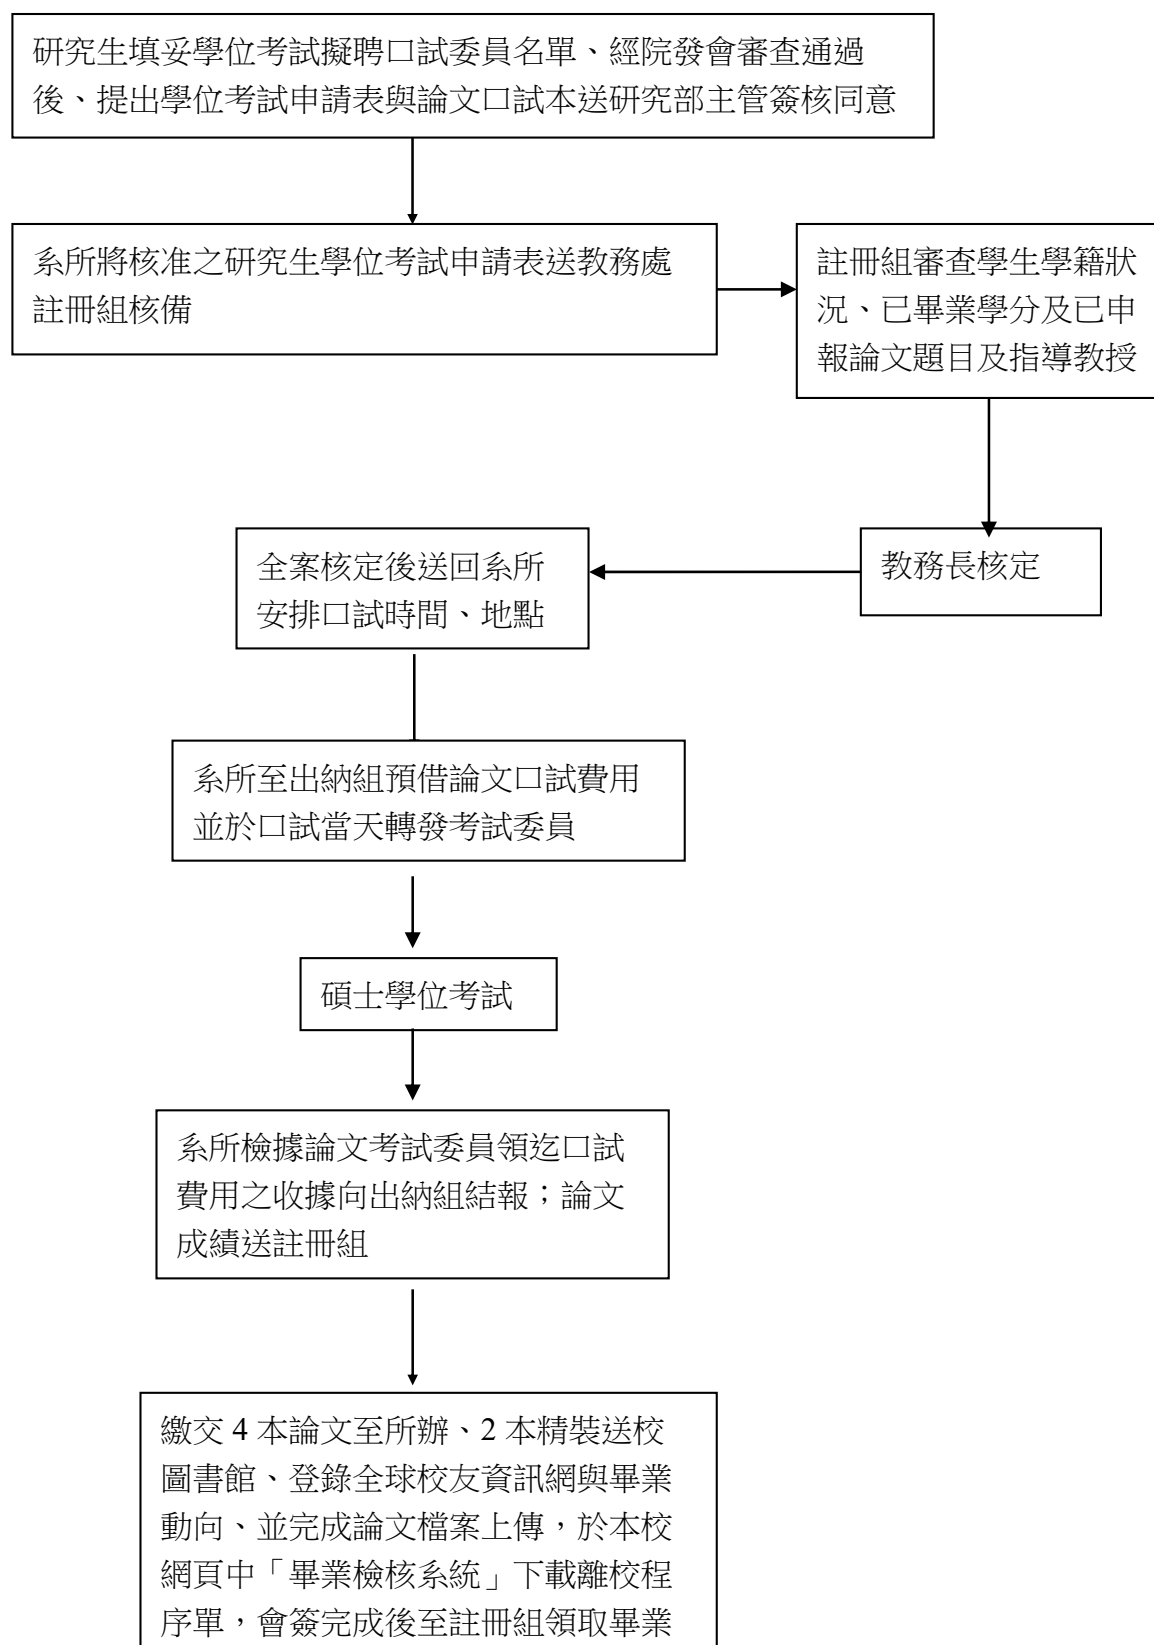 研究生填妥學位考試擬聘口試委員名單、經院發會審查通過
後、提出學位考試申請表與論文口試本送研究部主管簽核同意
系所將核准之研究生學位考試申請表送教務處
註冊組核備
註冊組審查學生學籍狀
況、已畢業學分及已申
報論文題目及指導教授
教務長核定
全案核定後送回系所
安排口試時間、地點
系所至出納組預借論文口試費用
並於口試當天轉發考試委員
碩士學位考試
系所檢據論文考試委員領迄口試
費用之收據向出納組結報；論文
成績送註冊組
繳交 4 本論文至所辦、2 本精裝送校
圖書館、登錄全球校友資訊網與畢業
動向、並完成論文檔案上傳，於本校
網頁中「畢業檢核系統」下載離校程
序單，會簽完成後至註冊組領取畢業